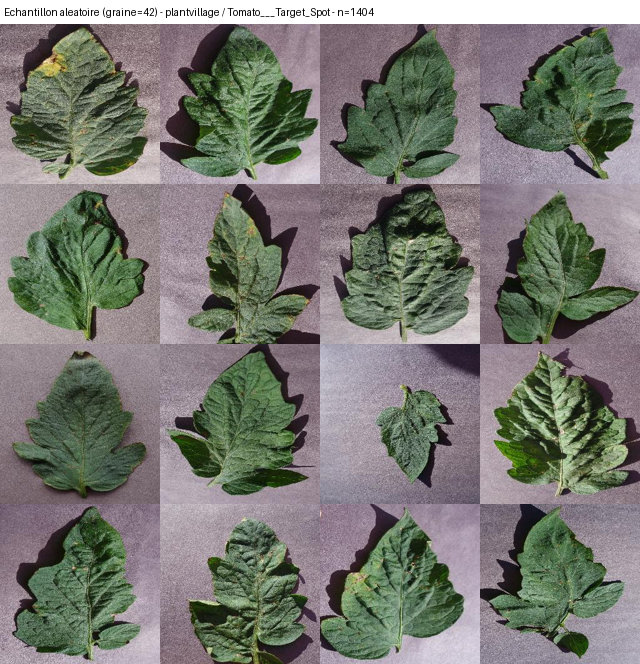 Echantillon aleatoire (graine=42) - plantvillage / Tomato___Target_Spot - n=1404